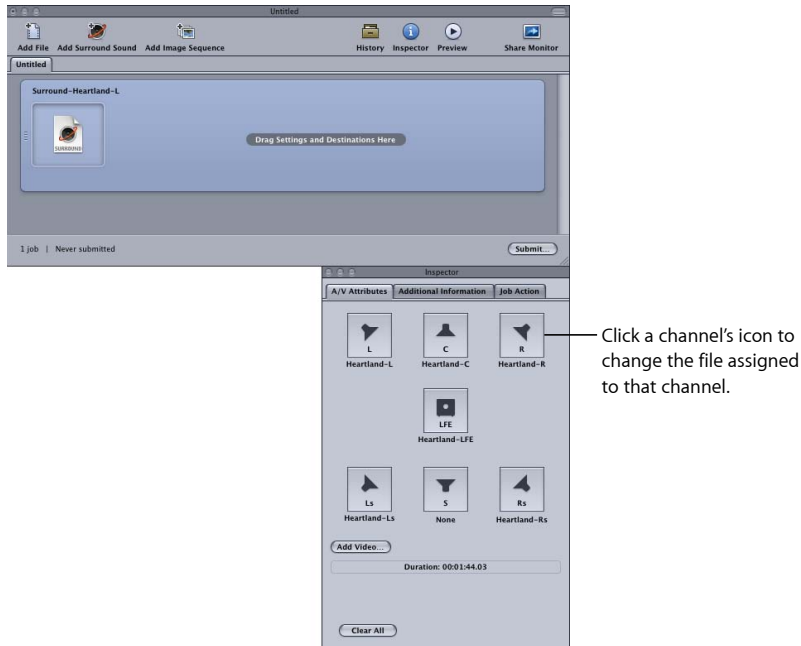 Untitled
Add File Add Surround Sound Add Image Sequence History Inspector Preview Share Monitor
Untitled
Surround-Heartland-L
SURROUND
Drag Settings and Destinations Here
1 job | Never submitted
Submit...
Inspector
A/V Attributes Additional Information Job Action
L C R
Heartland-L Heartland-C Heartland-R
Click a channel's icon to
change the file assigned
to that channel.
LFE
Heartland-LFE
Ls S Rs
Heartland-Ls None Heartland-Rs
Add Video...
Duration: 00:01:44.03
Clear All